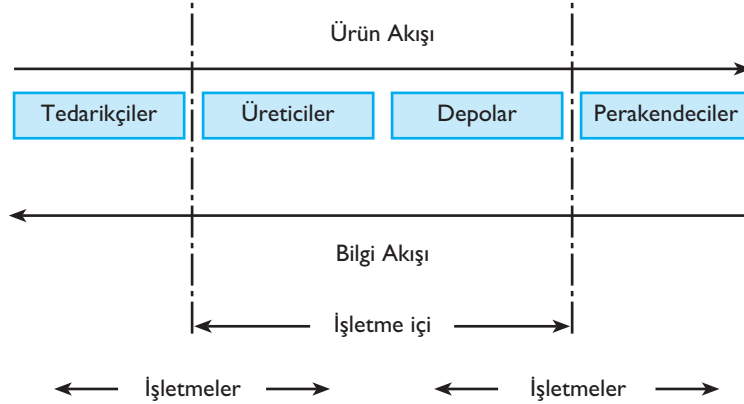 Ürün Akışı
Tedarikçiler
Üreticiler
Depolar
Perakendeciler
Bilgi Akışı
İşletme içi
İşletmeler
İşletmeler